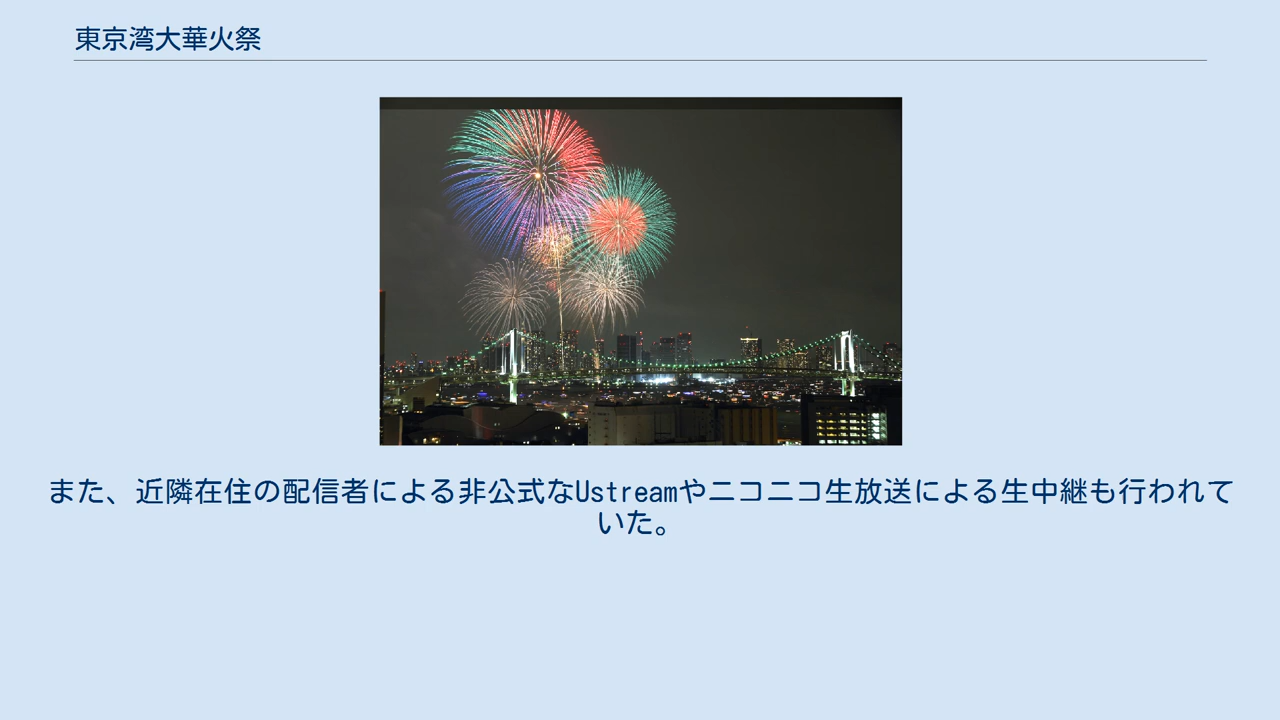 東京湾大華火祭
また、近隣在住の配信者による非公式なUstreamやニコニコ生放送による生中継も行われて
いた。